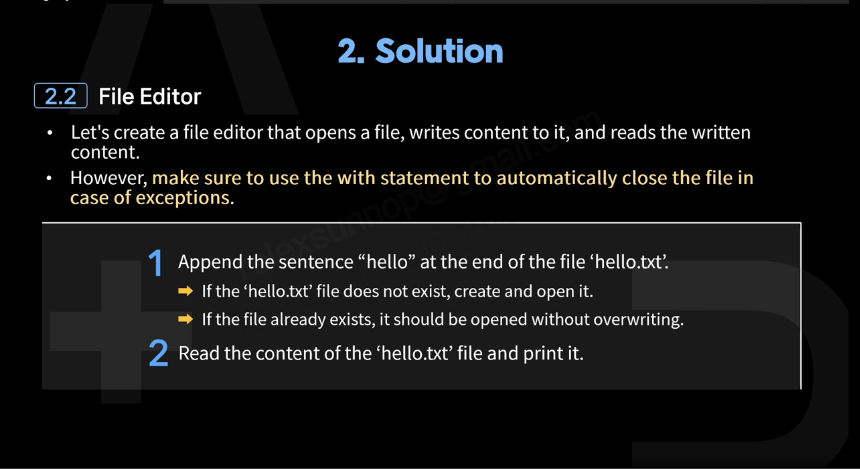 2. Solution
2.2 File Editor
• Let's create a file editor that opens a file, writes content to it, and reads the written
content.
• However, make sure to use the with statement to automatically close the file in
case of exceptions.
1 Append the sentence “hello” at the end of the file ‘hello.txt’.
➡ If the ‘hello.txt’ file does not exist, create and open it.
➡ If the file already exists, it should be opened without overwriting.
2 Read the content of the ‘hello.txt’ file and print it.